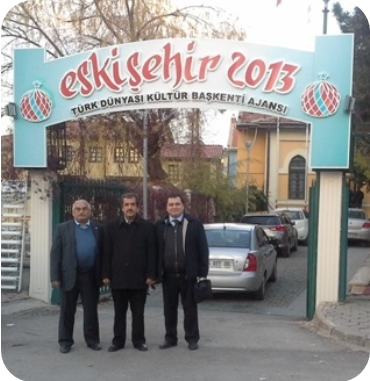 eskişehir 2013
TÜRK DÜNYASI KÜLTÜR BAŞKENTİ AJANSI